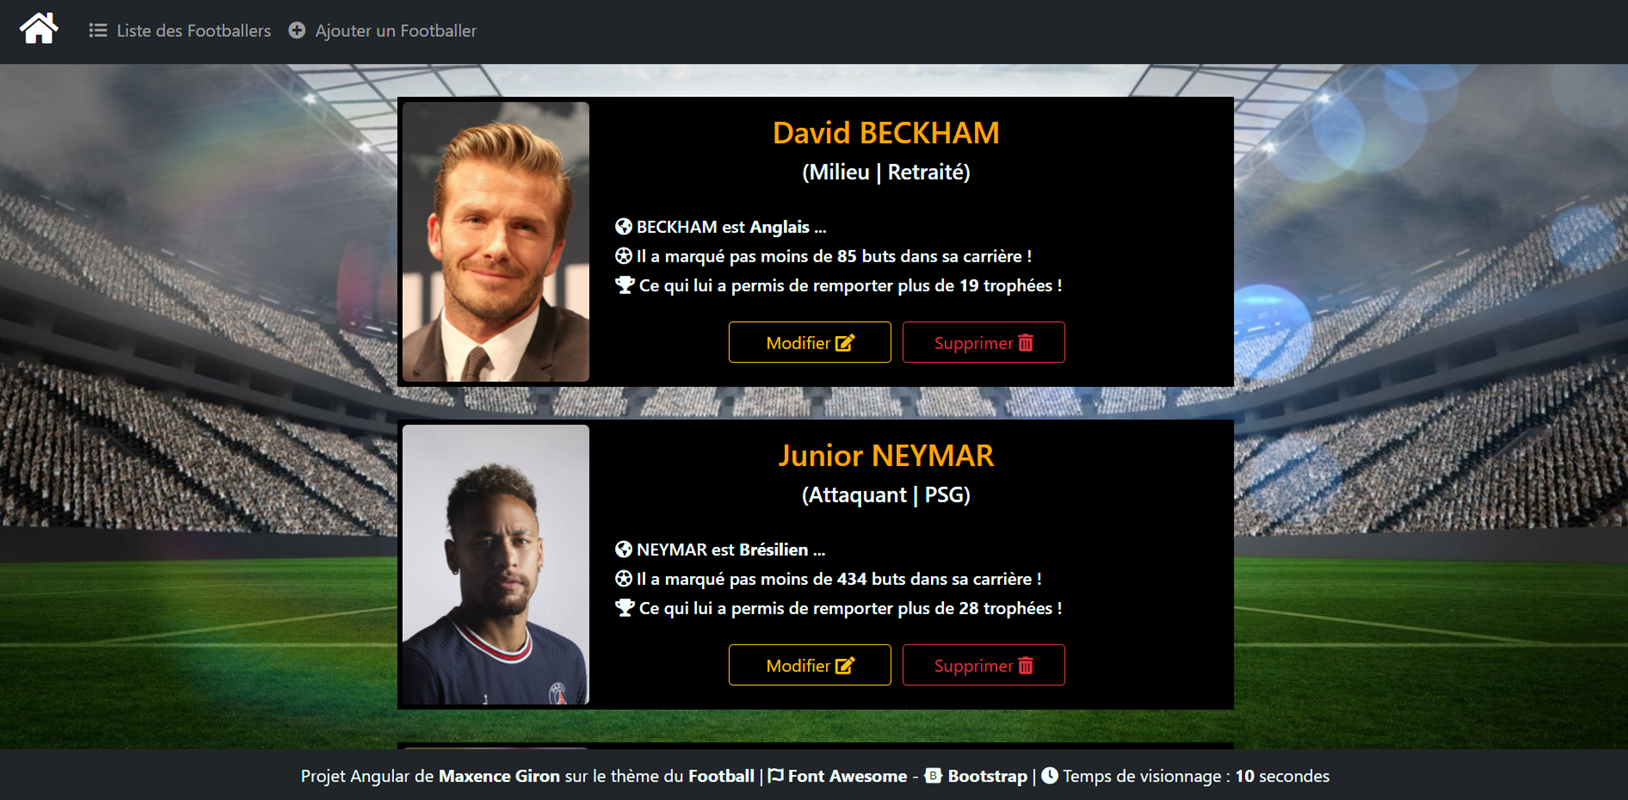 Liste des Footballers Ajouter un Footballer
David BECKHAM
(Milieu | Retraité)
BECKHAM est Anglais ...
Il a marqué pas moins de 85 buts dans sa carrière !
Ce qui lui a permis de remporter plus de 19 trophées !
Modifier Supprimer
Junior NEYMAR
(Attaquant | PSG)
NEYMAR est Brésilien ...
Il a marqué pas moins de 434 buts dans sa carrière !
Ce qui lui a permis de remporter plus de 28 trophées !
Modifier Supprimer
Projet Angular de Maxence Giron sur le thème du Football | Font Awesome - Bootstrap | Temps de visionnage : 10 secondes